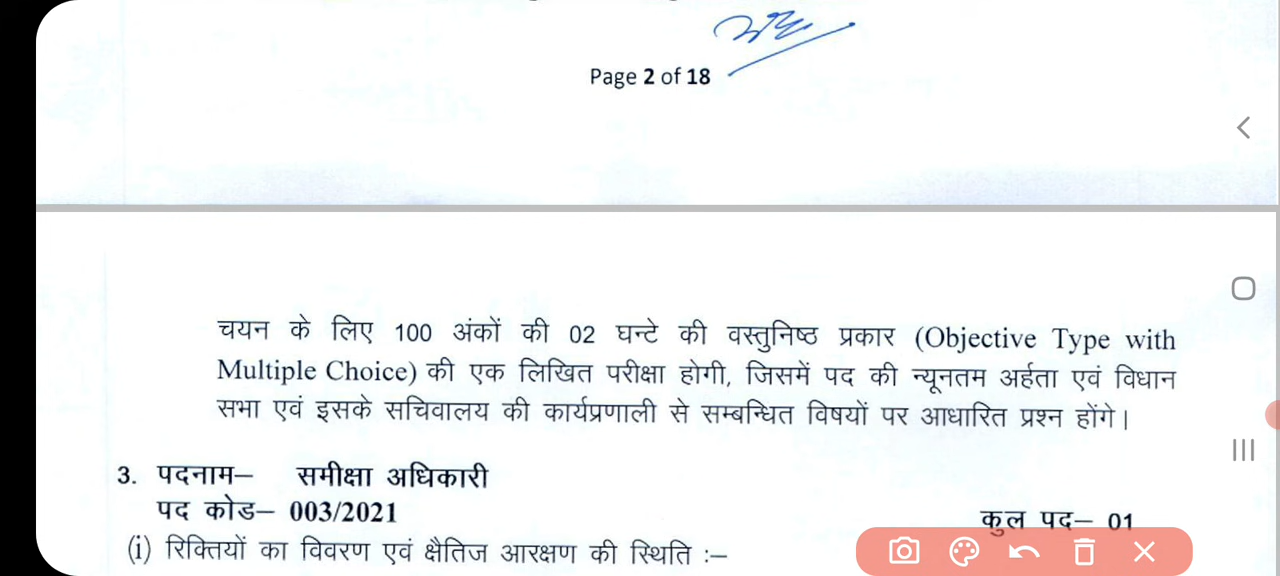 Page 2 of 18
चयन के लिए 100 अंकों की 02 घन्टे की वस्तुनिष्ठ प्रकार (Objective Type with
Multiple Choice) की एक लिखित परीक्षा होगी, जिसमें पद की न्यूनतम अर्हता एवं विधान
सभा एवं इसके सचिवालय की कार्यप्रणाली से सम्बन्धित विषयों पर आधारित प्रश्न होंगे।
3. पदनाम– समीक्षा अधिकारी
पद कोड– 003/2021
कुल पद– 01
(i) रिक्तियों का विवरण एवं क्षैतिज आरक्षण की स्थिति :–